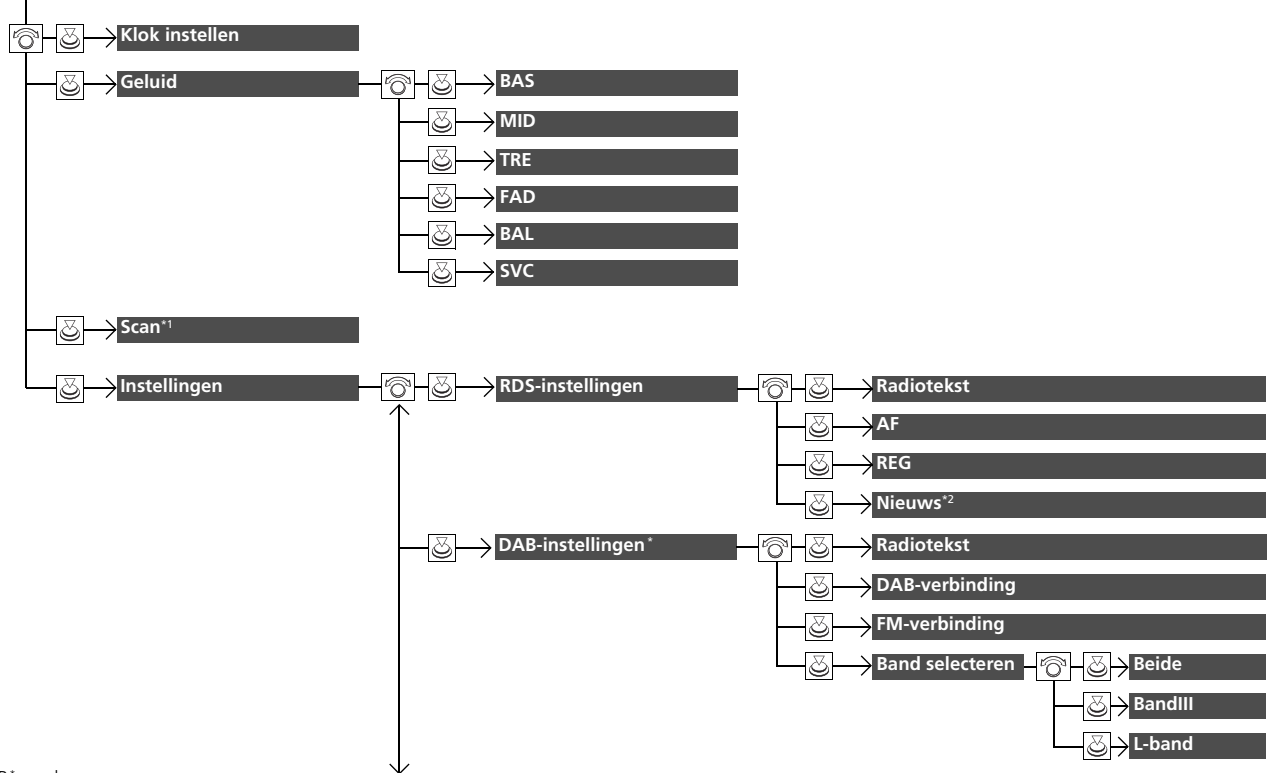 Klok instellen
Geluid
BAS
MID
TRE
FAD
BAL
SVC
Scan*1
Instellingen
RDS-instellingen
Radiotekst
AF
REG
Nieuws*2
DAB-instellingen*
Radiotekst
DAB-verbinding
FM-verbinding
Band selecteren
Beide
BandIII
L-band